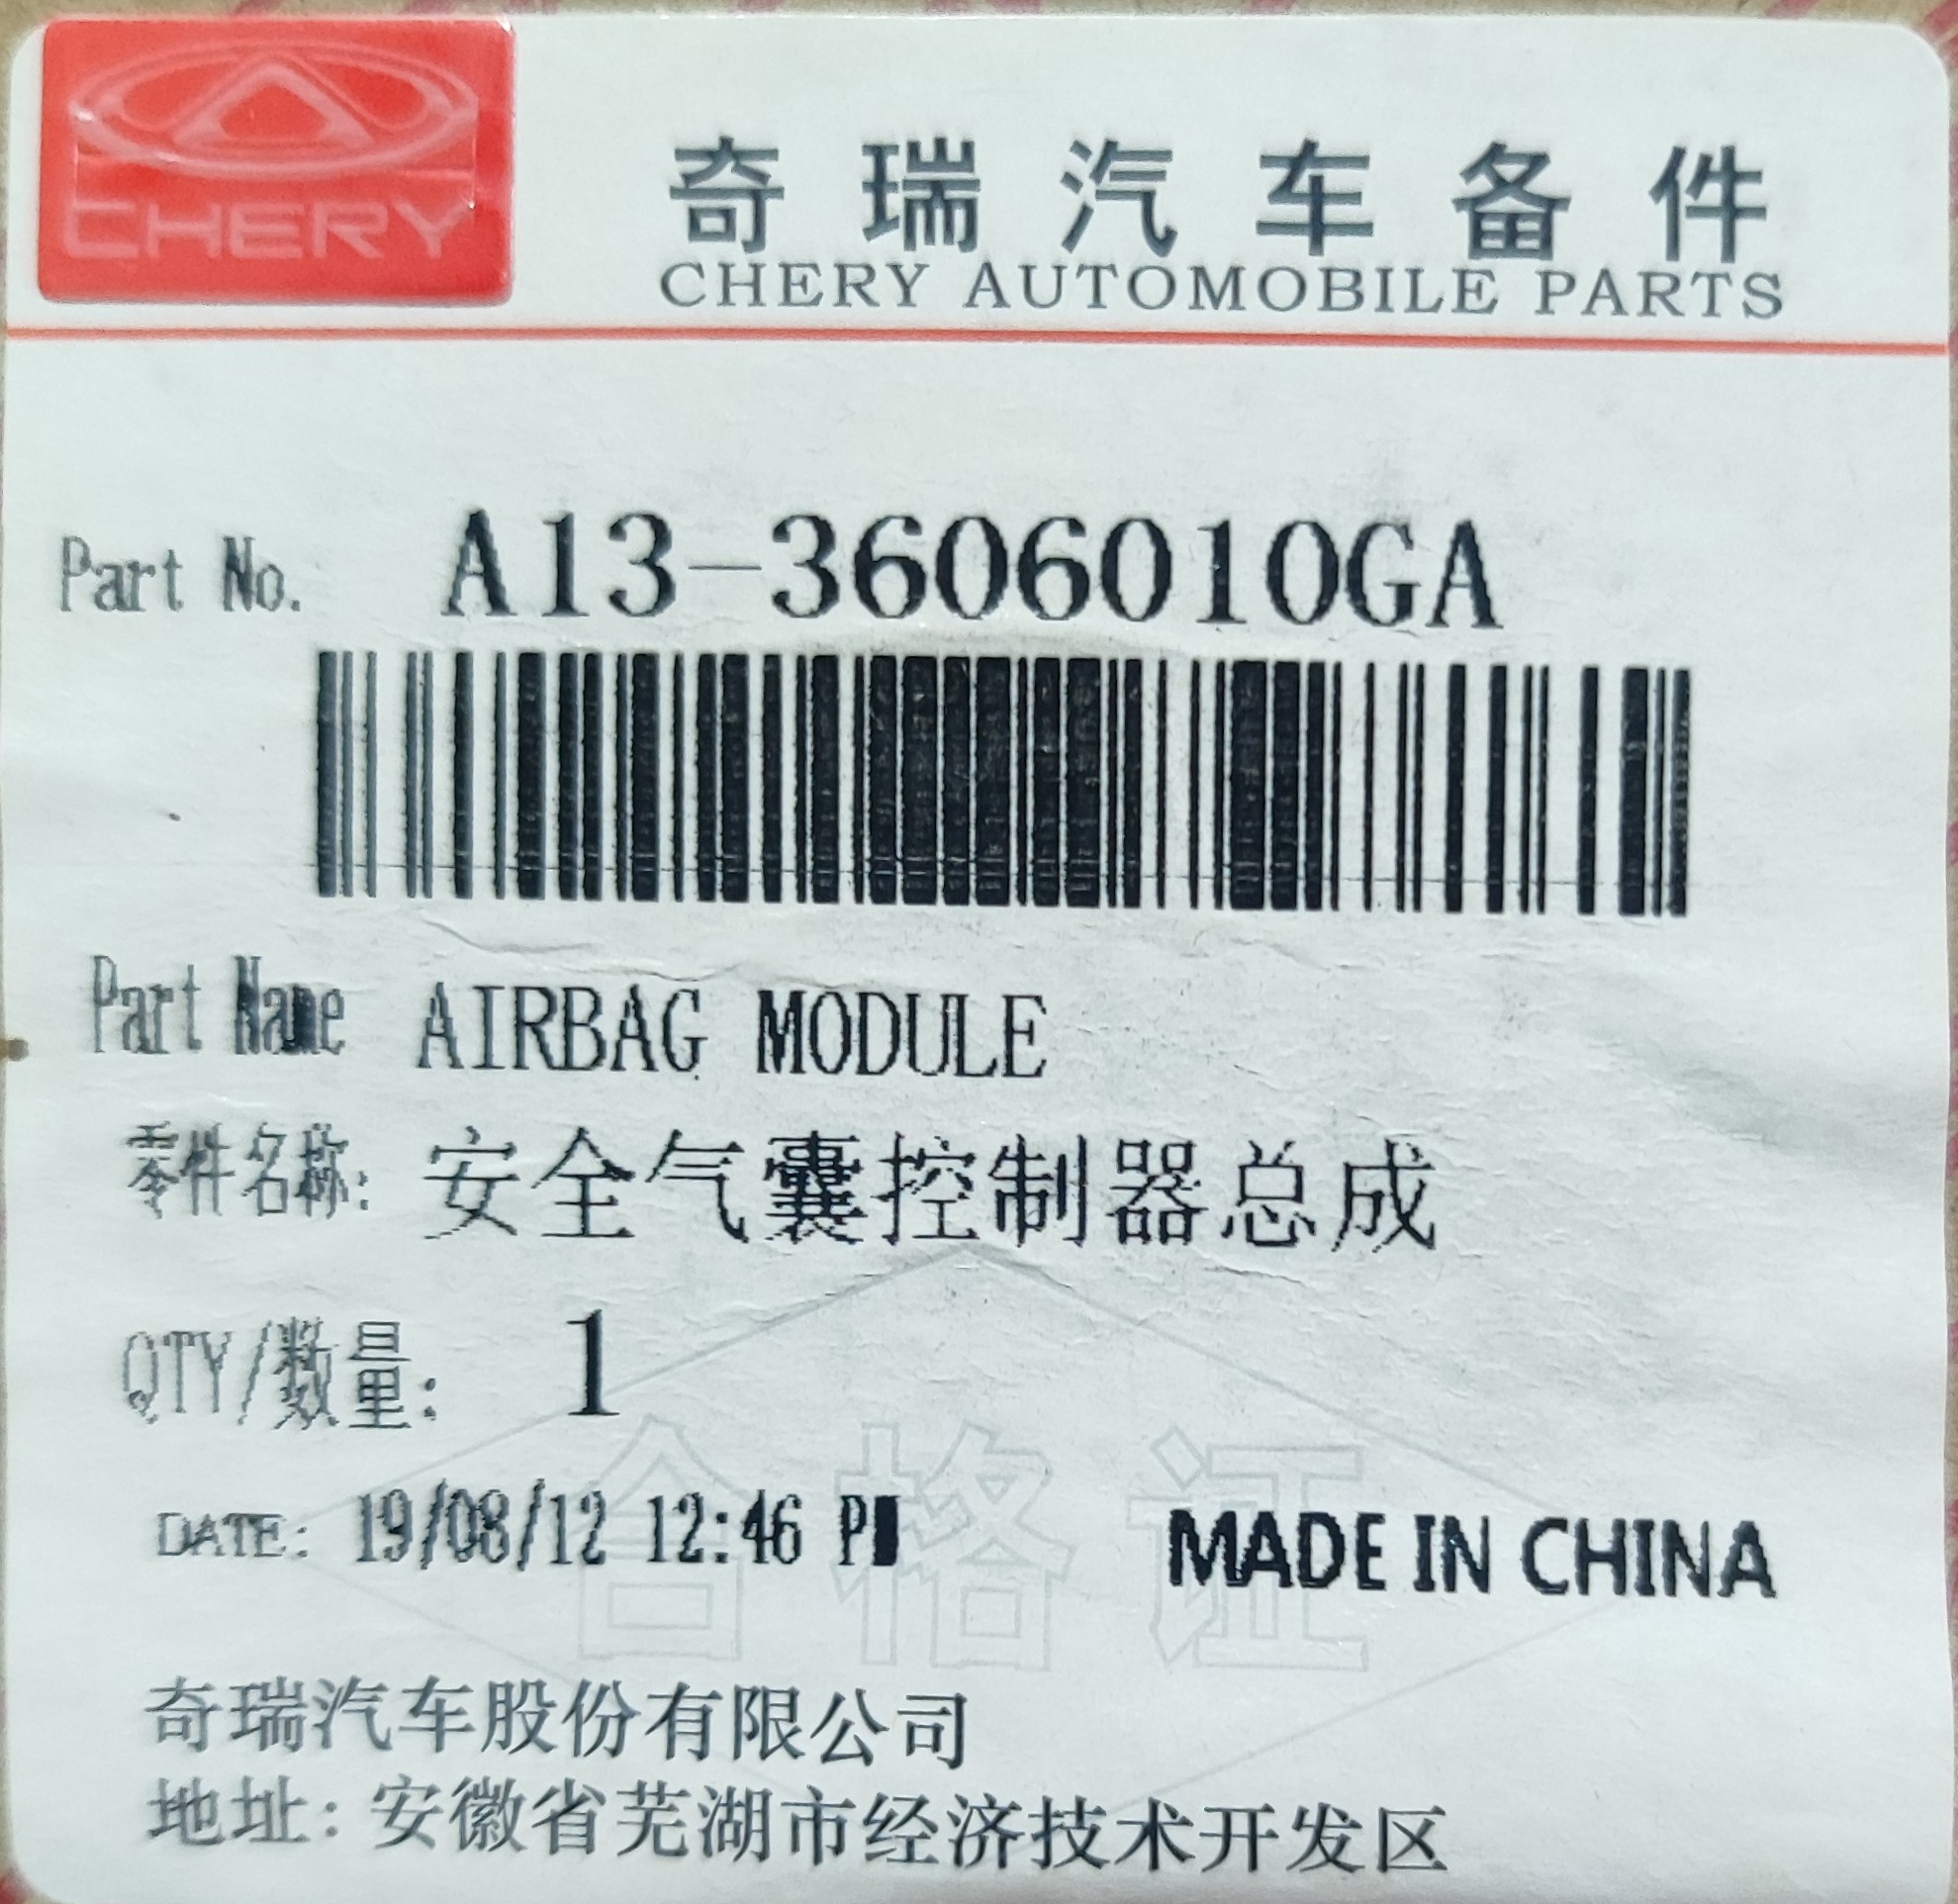 CHERY
奇瑞汽车备件
CHERY AUTOMOBILE PARTS
Part No. A13-3606010GA
Part Name AIRBAG MODULE
零件名称: 安全气囊控制器总成
QTY/数量: 1
合格证
DATE: 19/08/12 12:46 PM
MADE IN CHINA
奇瑞汽车股份有限公司
地址: 安徽省芜湖市经济技术开发区